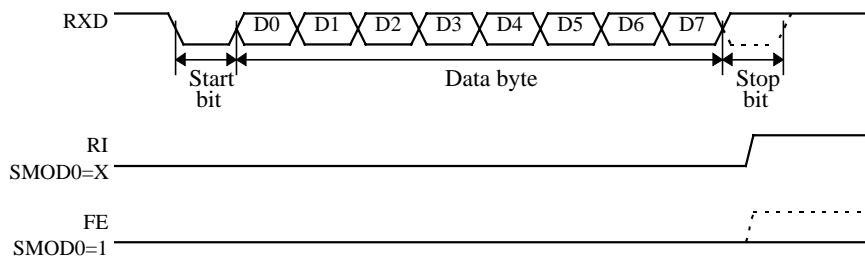 RXD D0 D1 D2 D3 D4 D5 D6 D7
Start bit Data byte Stop bit
RI
SMOD0=X
FE
SMOD0=1